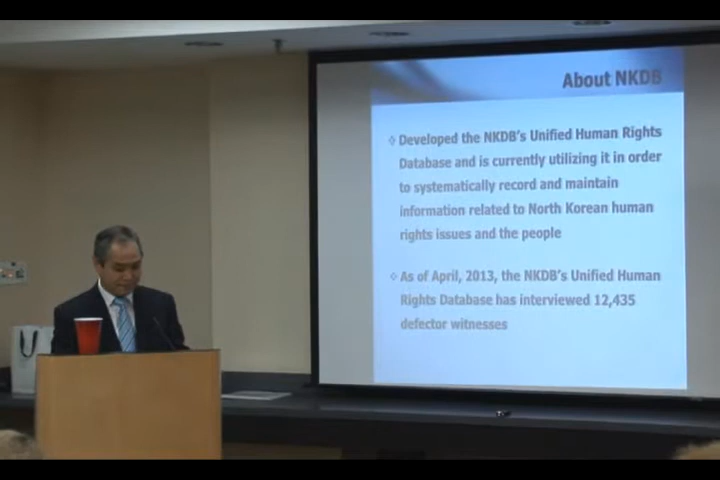 About NKDB
Developed the NKDB's Unified Human Rights
Database and is currently utilizing it in order
to systematically record and maintain
information related to North Korean human
rights issues and the people
As of April, 2013, the NKDB's Unified Human
Rights Database has interviewed 12,435
defector witnesses